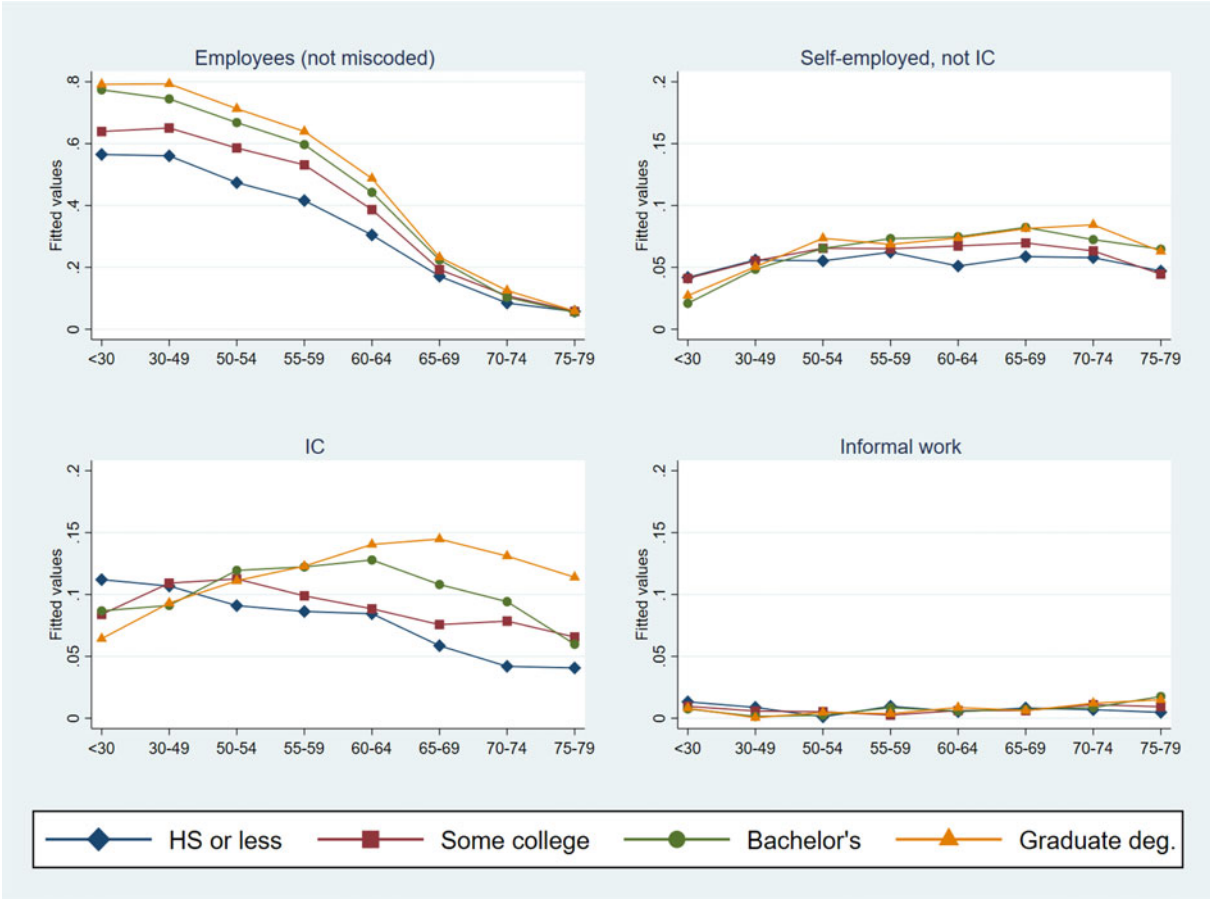 Employees (not miscoded)
Fitted values
.8
.6
.4
.2
0
<30 30-49 50-54 55-59 60-64 65-69 70-74 75-79
Self-employed, not IC
Fitted values
.2
.15
.1
.05
0
<30 30-49 50-54 55-59 60-64 65-69 70-74 75-79
IC
Fitted values
.2
.15
.1
.05
0
<30 30-49 50-54 55-59 60-64 65-69 70-74 75-79
Informal work
Fitted values
.2
.15
.1
.05
0
<30 30-49 50-54 55-59 60-64 65-69 70-74 75-79
HS or less Some college Bachelor's Graduate deg.